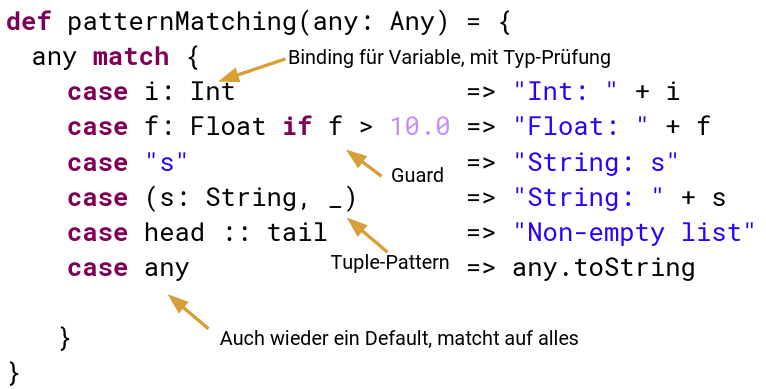 def patternMatching(any: Any) = {
any match {
Binding für Variable, mit Typ-Prüfung
case i: Int => "Int: " + i
case f: Float if f > 10.0 => "Float: " + f
case "s" => "String: s"
Guard
case (s: String, _) => "String: " + s
case head :: tail => "Non-empty list"
Tuple-Pattern
case any => any.toString
Auch wieder ein Default, matcht auf alles
}
}